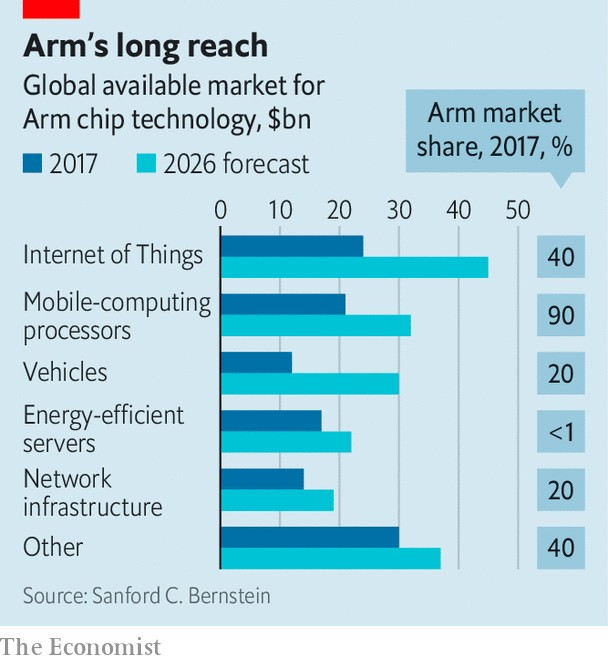 Arm's long reach
Global available market for
Arm chip technology, $bn
2017 2026 forecast
Arm market
share, 2017, %
0 10 20 30 40 50
Internet of Things 40
Mobile-computing
processors 90
Vehicles 20
Energy-efficient
servers <1
Network
infrastructure 20
Other 40
Source: Sanford C. Bernstein
The Economist